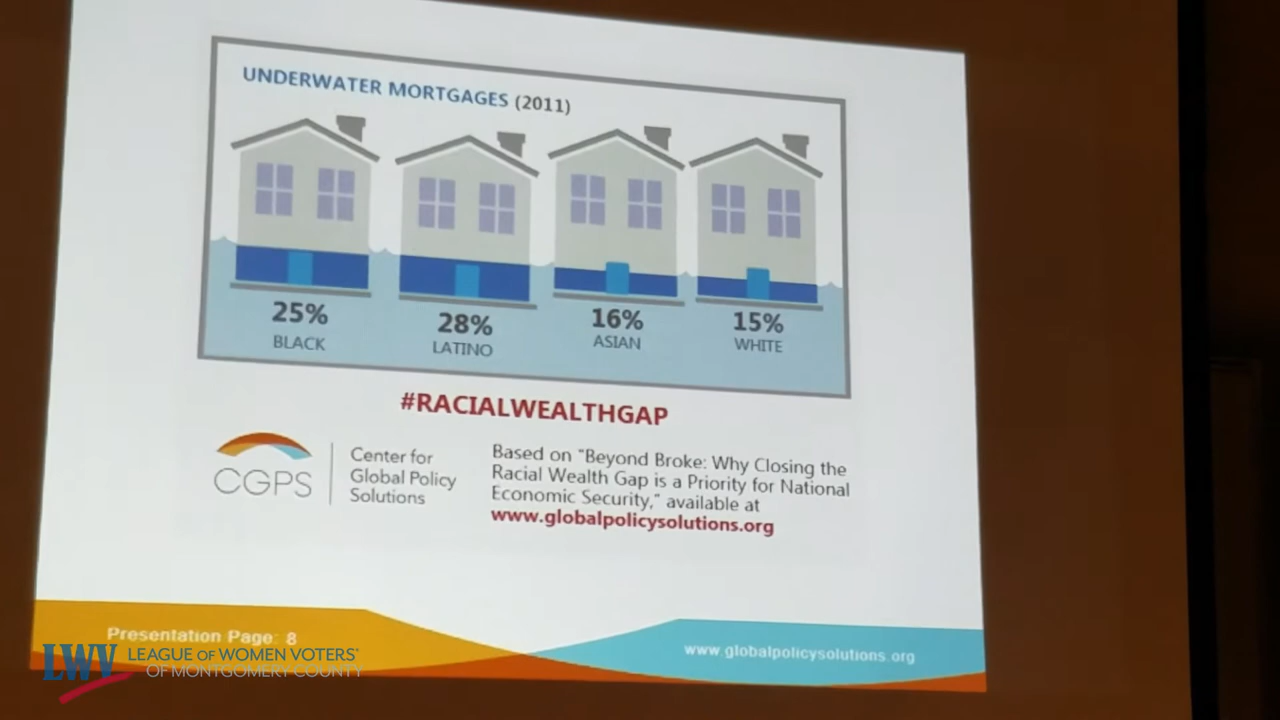 UNDERWATER MORTGAGES (2011)
25%
BLACK
28%
LATINO
16%
ASIAN
15%
WHITE
#RACIALWEALTHGAP
CGPS
Center for
Global Policy
Solutions
Based on "Beyond Broke: Why Closing the
Racial Wealth Gap is a Priority for National
Economic Security," available at
www.globalpolicysolutions.org
Presentation Page: 8
www.globalpolicysolutions.org
LWV
LEAGUE OF WOMEN VOTERS®
OF MONTGOMERY COUNTY